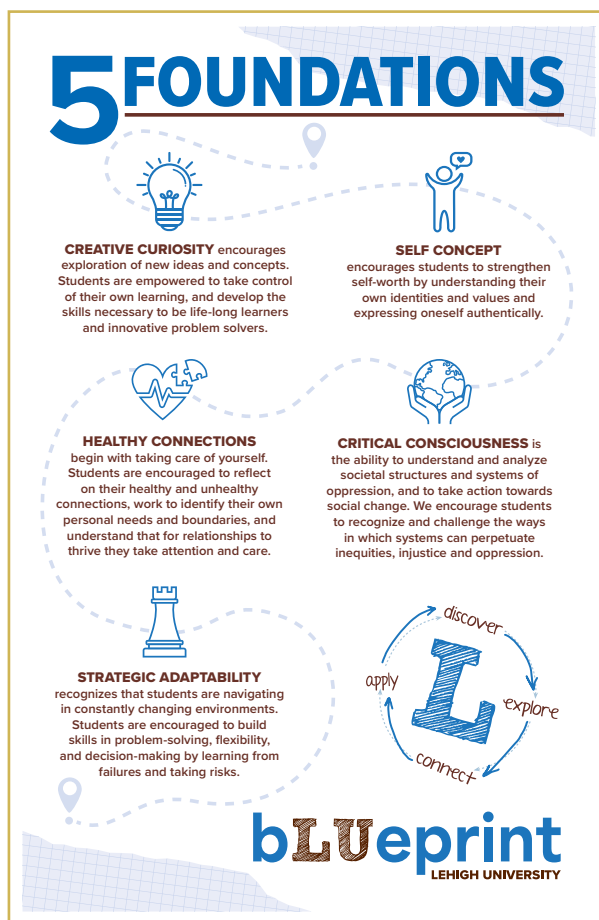 5 FOUNDATIONS
CREATIVE CURIOSITY encourages
exploration of new ideas and concepts.
Students are empowered to take control
of their own learning, and develop the
skills necessary to be life-long learners
and innovative problem solvers.
SELF CONCEPT
encourages students to strengthen
self-worth by understanding their
own identities and values and
expressing oneself authentically.
HEALTHY CONNECTIONS
begin with taking care of yourself.
Students are encouraged to reflect
on their healthy and unhealthy
connections, work to identify their own
personal needs and boundaries, and
understand that for relationships to
thrive they take attention and care.
CRITICAL CONSCIOUSNESS is
the ability to understand and analyze
societal structures and systems of
oppression, and to take action towards
social change. We encourage students
to recognize and challenge the ways
in which systems can perpetuate
inequities, injustice and oppression.
STRATEGIC ADAPTABILITY
recognizes that students are navigating
in constantly changing environments.
Students are encouraged to build
skills in problem-solving, flexibility,
and decision-making by learning from
failures and taking risks.
discover
explore
connect
apply
L
bLUeprint
LEHIGH UNIVERSITY